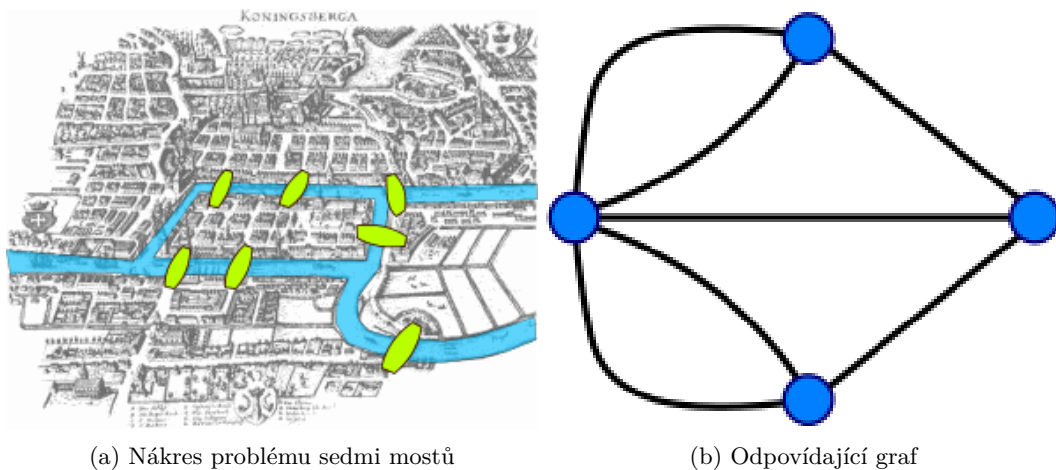 KONINGSBERGA
(a) Nákres problému sedmi mostů
(b) Odpovídající graf